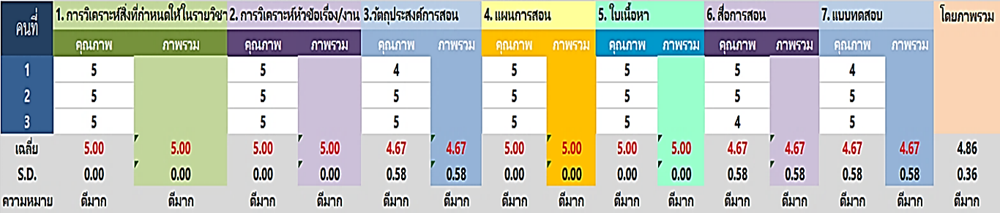 คนที่ 1. การวิเคราะห์สิ่งที่กำหนดให้ในรายวิชา 2. การวิเคราะห์หัวข้อเรื่อง/งาน 3.วัตถุประสงค์การสอน 4. แผนการสอน 5. ใบเนื้อหา 6. สื่อการสอน 7. แบบทดสอบ โดยภาพรวม
คุณภาพ ภาพรวม คุณภาพ ภาพรวม คุณภาพ ภาพรวม คุณภาพ ภาพรวม คุณภาพ ภาพรวม คุณภาพ ภาพรวม คุณภาพ ภาพรวม
1 5 5 4 5 5 5 4
2 5 5 5 5 5 5 5
3 5 5 5 5 5 4 5
เฉลี่ย 5.00 5.00 5.00 5.00 4.67 4.67 5.00 5.00 5.00 5.00 4.67 4.67 4.67 4.67 4.86
S.D. 0.00 0.00 0.00 0.00 0.58 0.58 0.00 0.00 0.00 0.00 0.58 0.58 0.58 0.58 0.36
ความหมาย ดีมาก ดีมาก ดีมาก ดีมาก ดีมาก ดีมาก ดีมาก ดีมาก ดีมาก ดีมาก ดีมาก ดีมาก ดีมาก ดีมาก ดีมาก